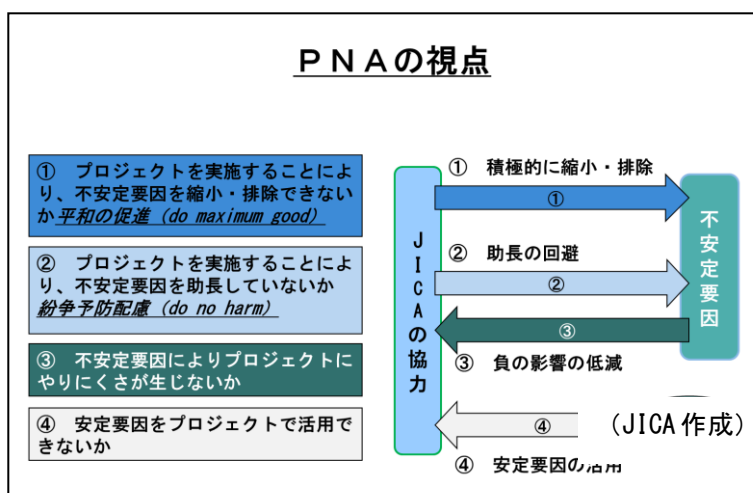 PNAの視点
① プロジェクトを実施することによ
り、不安定要因を縮小・排除できない
か平和の促進(do maximum good)
② プロジェクトを実施することによ
り、不安定要因を助長していないか
紛争予防配慮(do no harm)
③ 不安定要因によりプロジェクトに
やりにくさが生じないか
④ 安定要因をプロジェクトで活用で
きないか
JICAの協力
① 積極的に縮小・排除
①
② 助長の回避
②
③
③ 負の影響の低減
④
④ 安定要因の活用
不安定要因
(JICA作成)